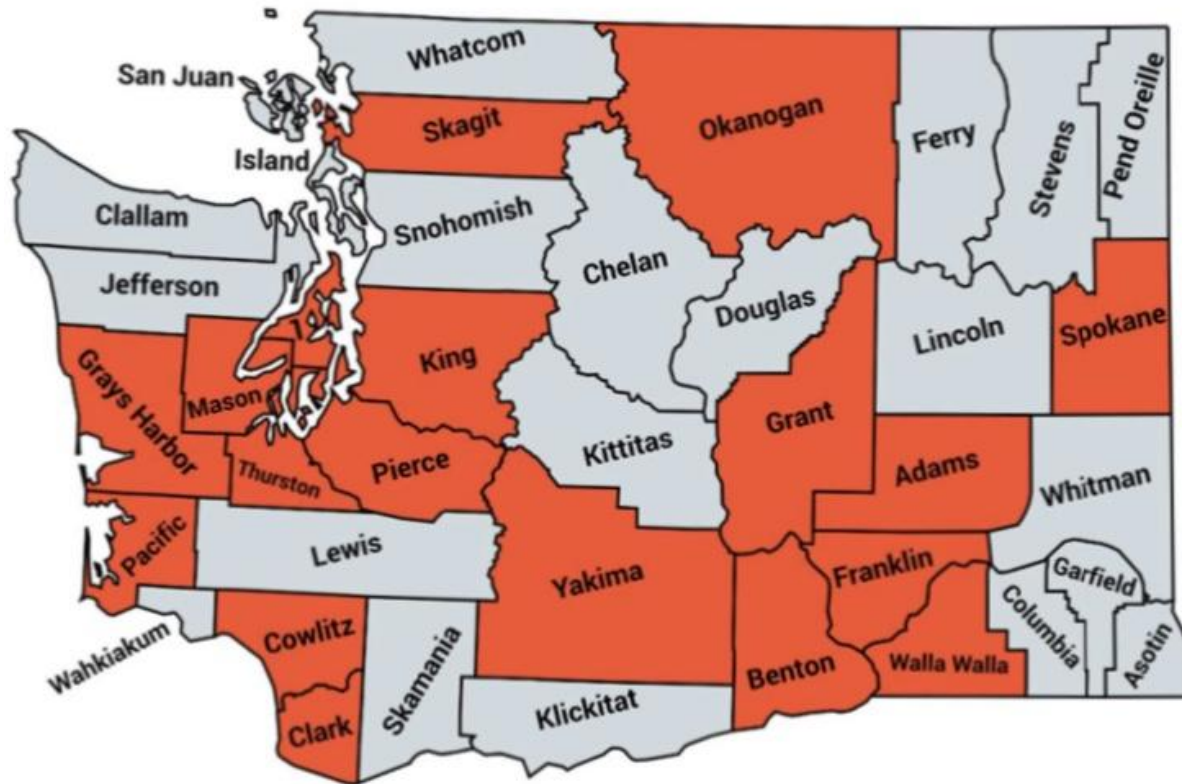 Whatcom
San Juan
Skagit
Okanogan
Ferry
Stevens
Pend Oreille
Island
Clallam
Snohomish
Jefferson
Chelan
Douglas
Lincoln
Spokane
King
Grays Harbor
Mason
Grant
Kittitas
Pierce
Thurston
Adams
Whitman
Pacific
Lewis
Yakima
Franklin
Garfield
Columbia
Asotin
Wahkiakum
Cowlitz
Skamania
Benton
Walla Walla
Klickitat
Clark